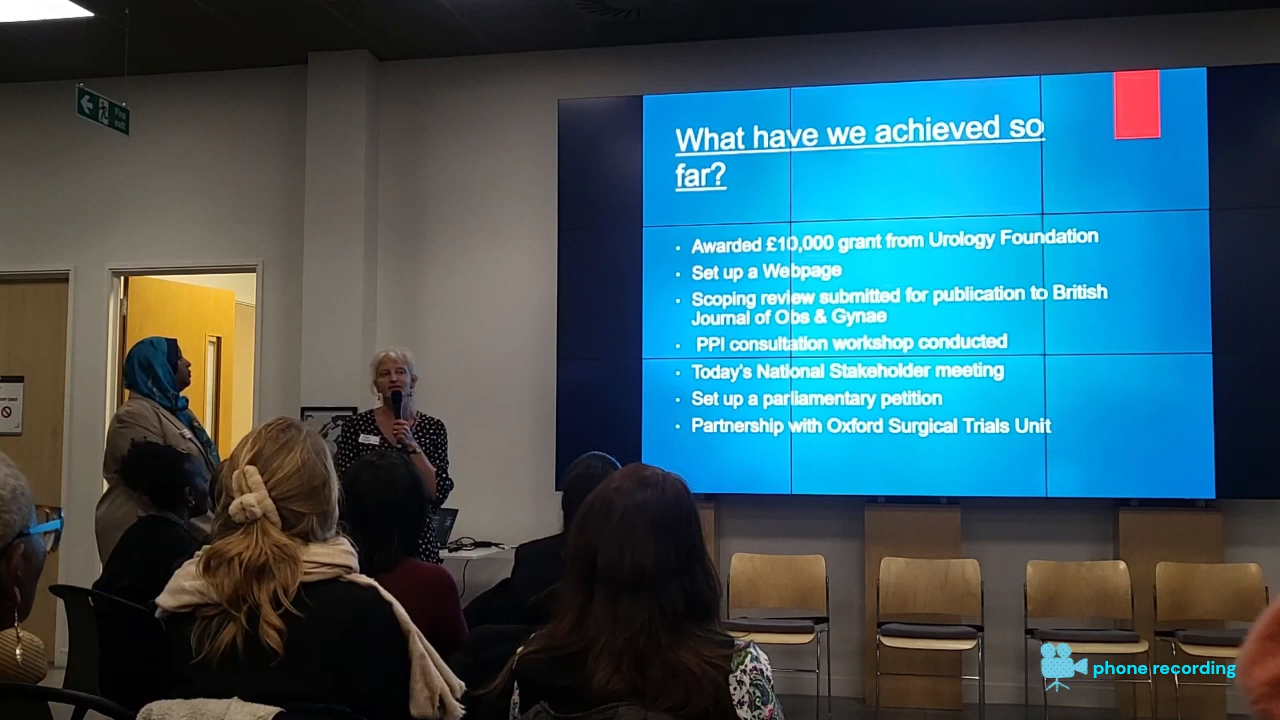 Fire
exit
What have we achieved so
far?
Awarded £10,000 grant from Urology Foundation
Set up a Webpage
Scoping review submitted for publication to British
Journal of Obs & Gynae
PPI consultation workshop conducted
Today's National Stakeholder meeting
Set up a parliamentary petition
Partnership with Oxford Surgical Trials Unit
phone recording